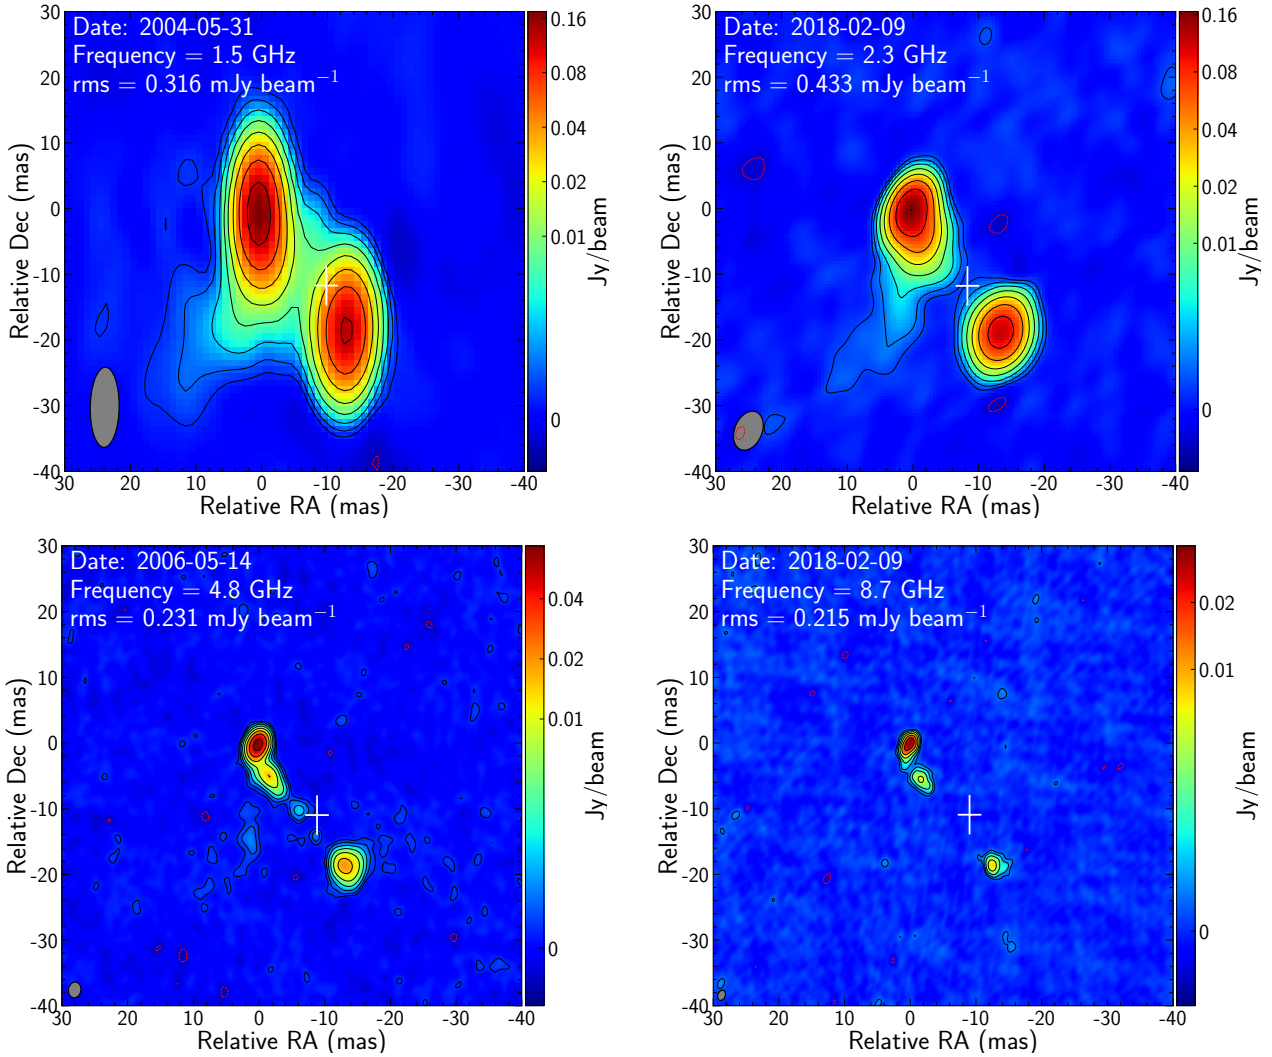 Date: 2004-05-31
Frequency = 1.5 GHz
rms = 0.316 mJy beam⁻¹
30
20
10
0
-10
-20
-30
-40
Relative Dec (mas)
30 20 10 0 -10 -20 -30 -40
Relative RA (mas)
0.16
0.08
0.04
0.02
0.01
0
Jy/beam
Date: 2018-02-09
Frequency = 2.3 GHz
rms = 0.433 mJy beam⁻¹
30
20
10
0
-10
-20
-30
-40
Relative Dec (mas)
30 20 10 0 -10 -20 -30 -40
Relative RA (mas)
0.16
0.08
0.04
0.02
0.01
0
Jy/beam
Date: 2006-05-14
Frequency = 4.8 GHz
rms = 0.231 mJy beam⁻¹
30
20
10
0
-10
-20
-30
-40
Relative Dec (mas)
30 20 10 0 -10 -20 -30 -40
Relative RA (mas)
0.04
0.02
0.01
0
Jy/beam
Date: 2018-02-09
Frequency = 8.7 GHz
rms = 0.215 mJy beam⁻¹
30
20
10
0
-10
-20
-30
-40
Relative Dec (mas)
30 20 10 0 -10 -20 -30 -40
Relative RA (mas)
0.02
0.01
0
Jy/beam